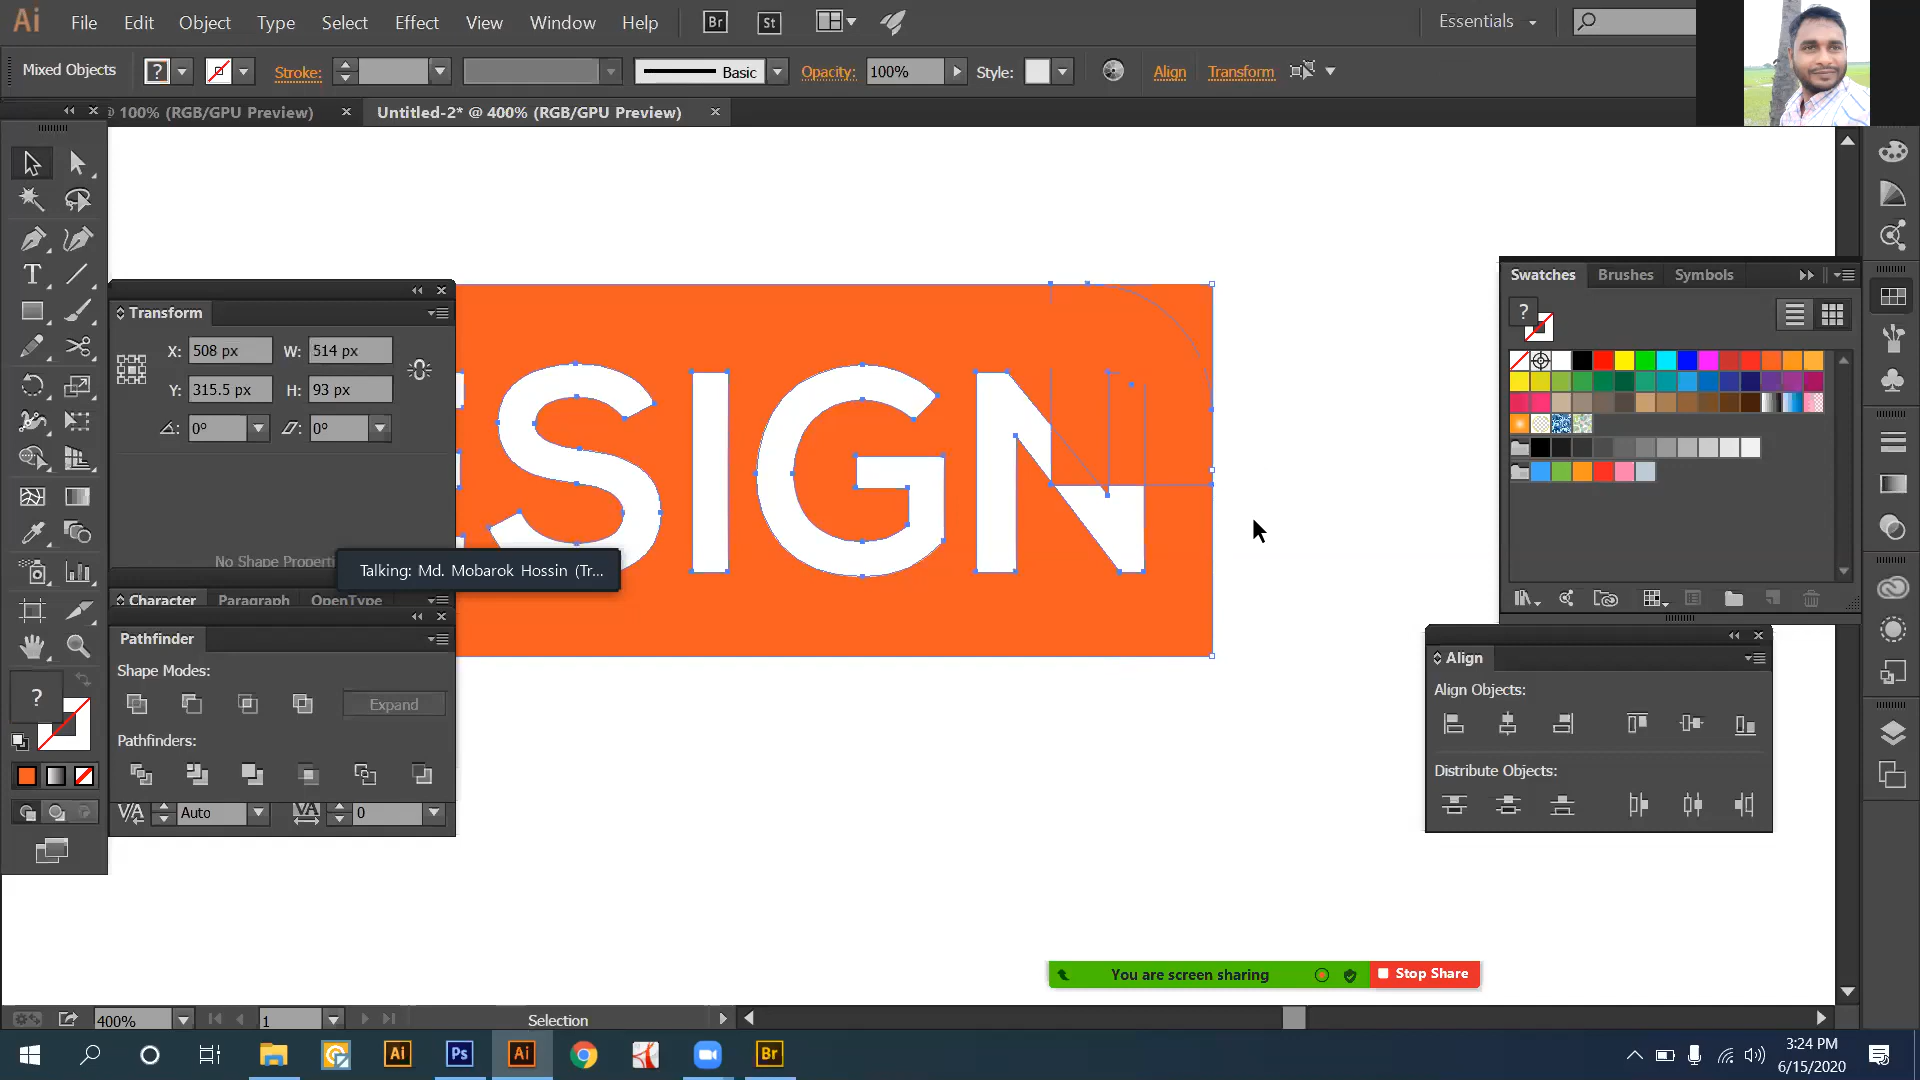 Ai File Edit Object Type Select Effect View Window Help Br St Essentials
Mixed Objects ? Stroke: Basic Opacity: 100% Style: Align Transform
@ 100% (RGB/GPU Preview) Untitled-2* @ 400% (RGB/GPU Preview)
Transform
X: 508 px W: 514 px
Y: 315.5 px H: 93 px
0° 0°
No Shape Properti
SIGN
Talking: Md. Mobarok Hossin (Tr...
Character Paragraph OpenType
Pathfinder
Shape Modes:
Expand
Pathfinders:
Auto 0
?
Swatches Brushes Symbols
?
Align
Align Objects:
Distribute Objects:
You are screen sharing Stop Share
400% 1 Selection
Ai Ps Ai Br
3:24 PM
6/15/2020